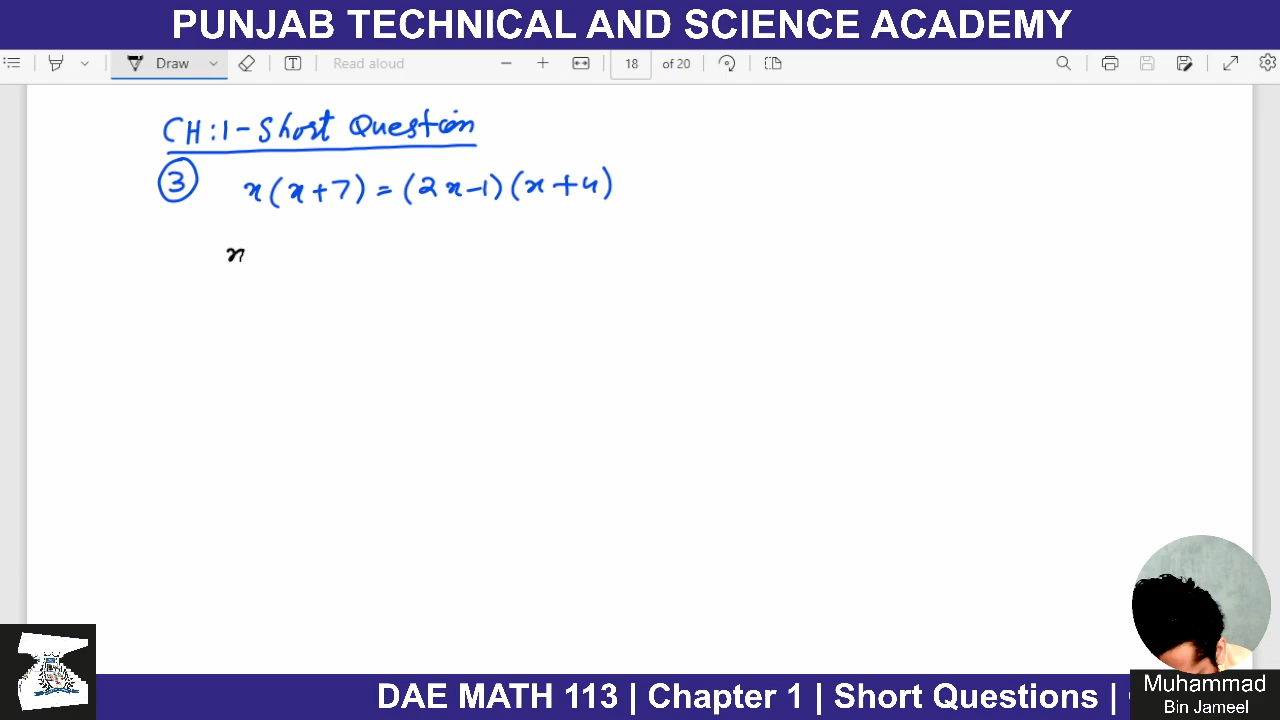 PUNJAB TECHNICAL AND SCIENCE ACADEMY
Draw
Read aloud
18 of 20
CH:1-Short Question
③ x(x+7)=(2x-1)(x+4)
x
DAE MATH 113 | Chapter 1 | Short Questions |
Muhammad
Bin Jameel